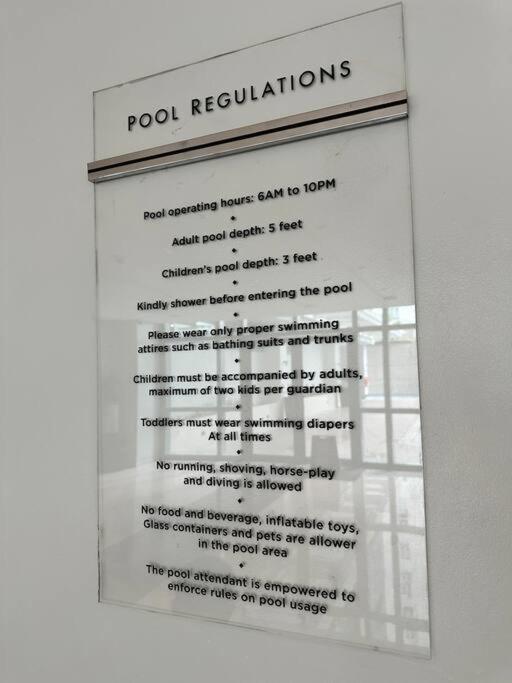 POOL REGULATIONS
Pool operating hours: 6AM to 10PM
Adult pool depth: 5 feet
Children's pool depth: 3 feet
Kindly shower before entering the pool
Please wear only proper swimming
attires such as bathing suits and trunks
Children must be accompanied by adults,
maximum of two kids per guardian
Toddlers must wear swimming diapers
At all times
No running, shoving, horse-play
and diving is allowed
No food and beverage, inflatable toys,
Glass containers and pets are allower
in the pool area
The pool attendant is empowered to
enforce rules on pool usage